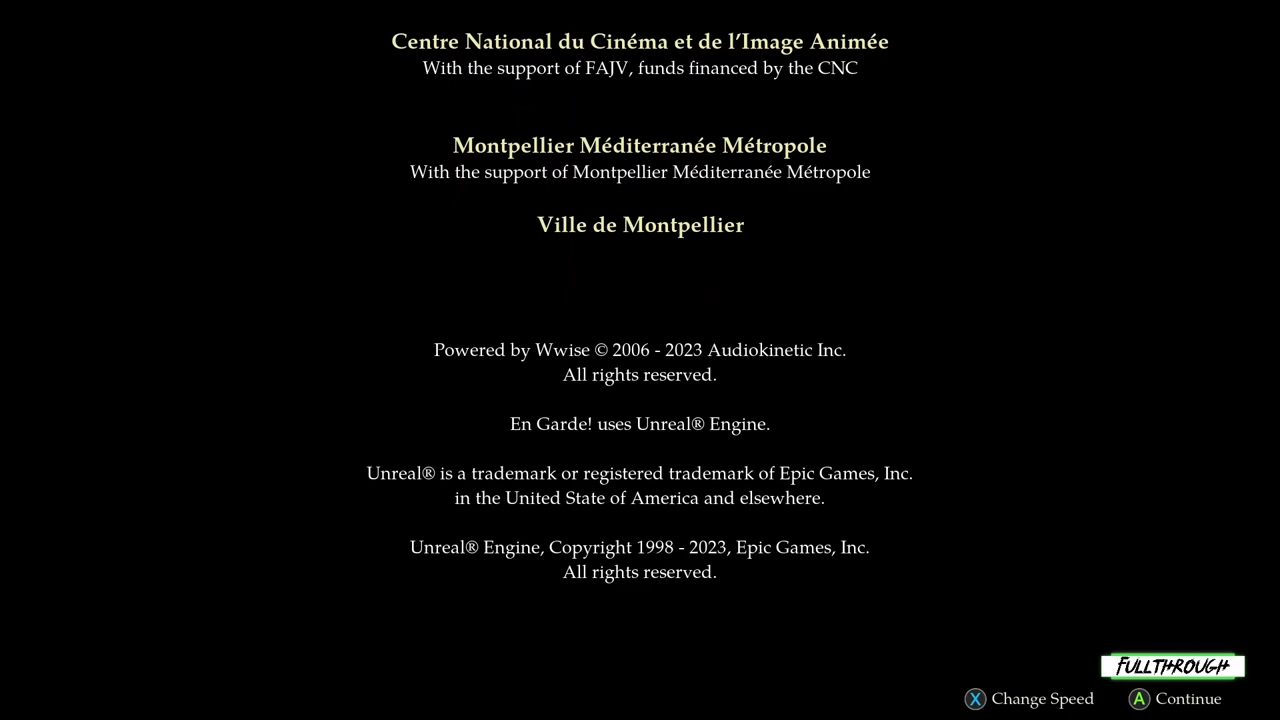 Centre National du Cinéma et de l’Image Animée
With the support of FAJV, funds financed by the CNC
Montpellier Méditerranée Métropole
With the support of Montpellier Méditerranée Métropole
Ville de Montpellier
Powered by Wwise © 2006 - 2023 Audiokinetic Inc.
All rights reserved.
En Garde! uses Unreal® Engine.
Unreal® is a trademark or registered trademark of Epic Games, Inc.
in the United State of America and elsewhere.
Unreal® Engine, Copyright 1998 - 2023, Epic Games, Inc.
All rights reserved.
FULLTHROUGH
X Change Speed A Continue